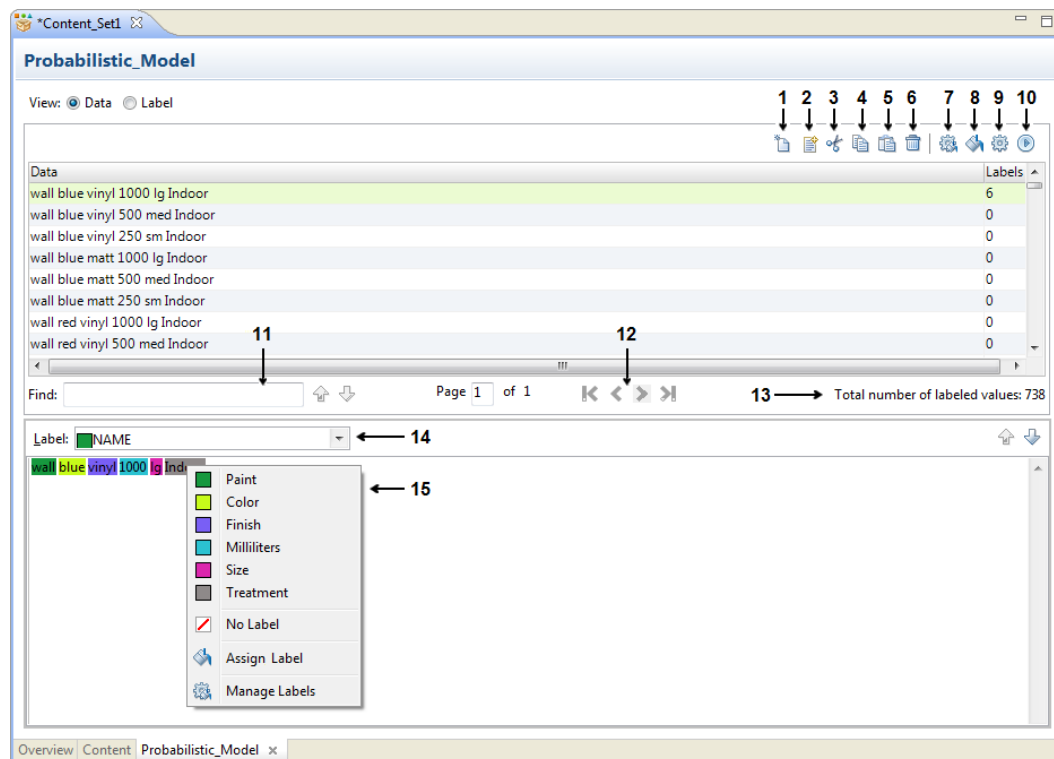 *Content_Set1
Probabilistic_Model
View: Data Label
1 2 3 4 5 6 7 8 9 10
Data Labels
wall blue vinyl 1000 lg Indoor 6
wall blue vinyl 500 med Indoor 0
wall blue vinyl 250 sm Indoor 0
wall blue matt 1000 lg Indoor 0
wall blue matt 500 med Indoor 0
wall blue matt 250 sm Indoor 0
wall red vinyl 1000 lg Indoor 0
wall red vinyl 500 med Indoor 0
11 12
Find: Page 1 of 1 13 Total number of labeled values: 738
Label: NAME 14
wall blue vinyl 1000 lg
Paint
15
Color
Finish
Milliliters
Size
Treatment
No Label
Assign Label
Manage Labels
Overview Content Probabilistic_Model